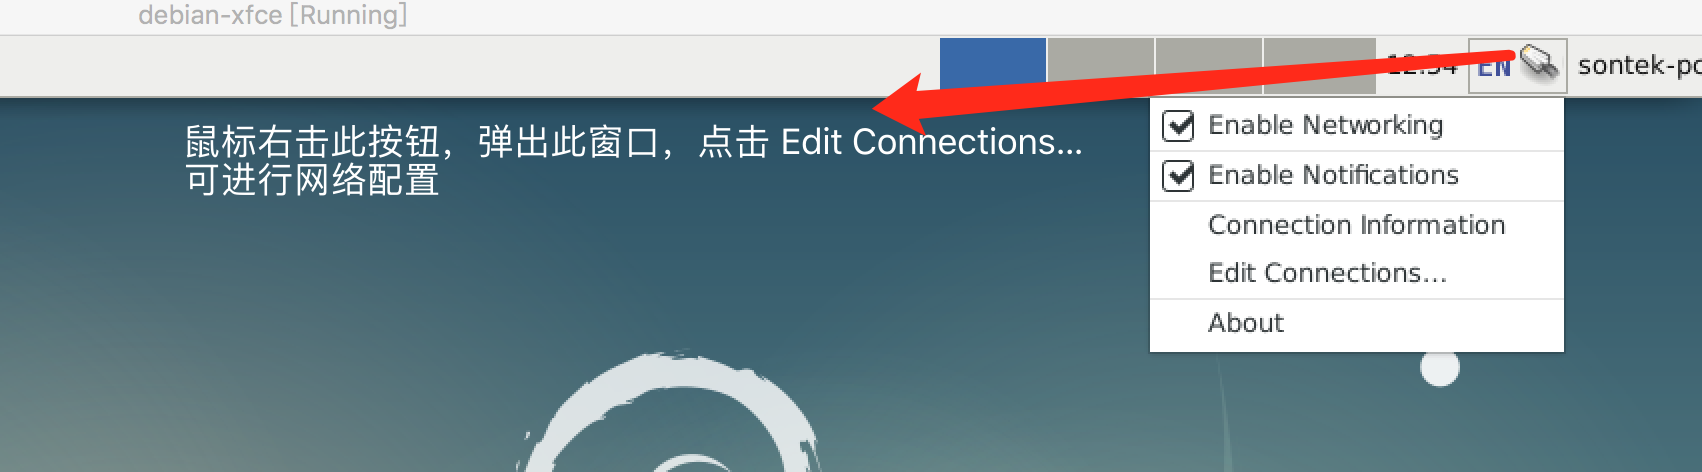 debian-xfce [Running]
12:54 EN sontek-pc
鼠标右击此按钮，弹出此窗口，点击 Edit Connections...
可进行网络配置
Enable Networking
Enable Notifications
Connection Information
Edit Connections...
About